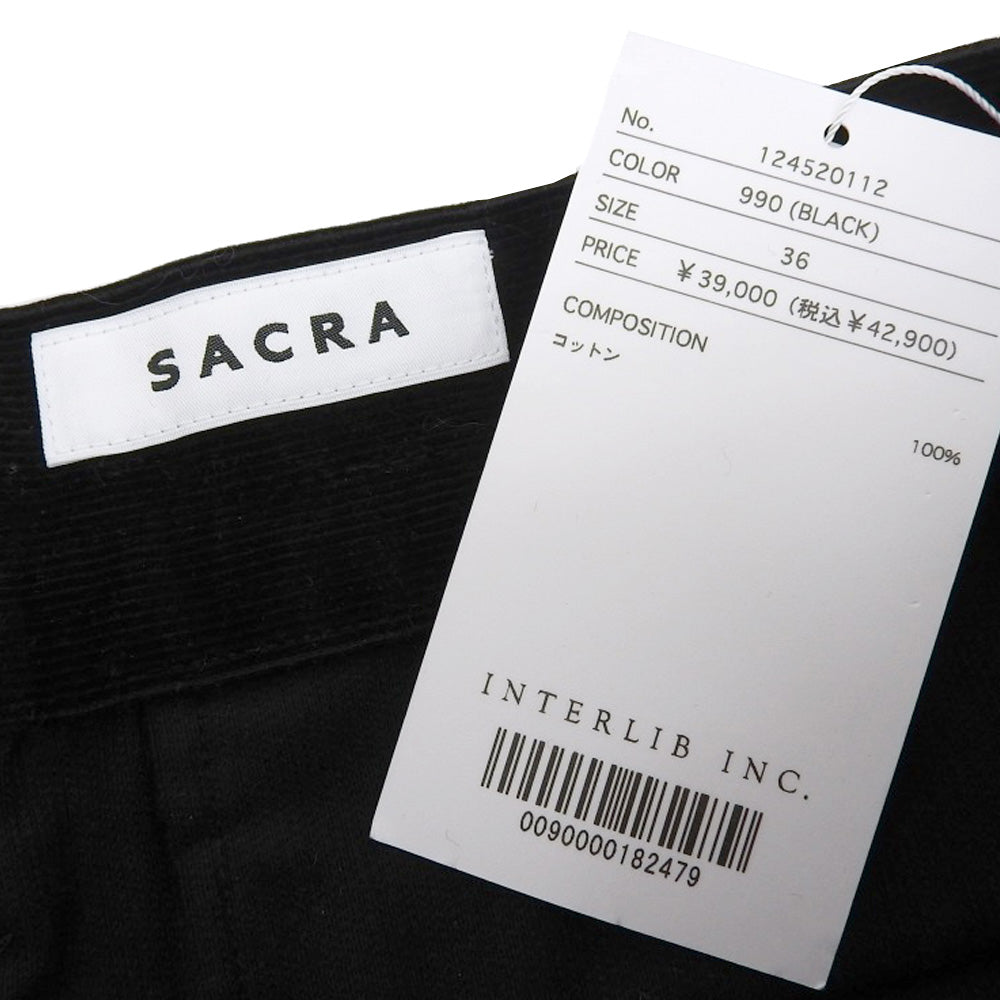 SACRA
No. 124520112
COLOR 990 (BLACK)
SIZE 36
PRICE ¥39,000 (税込¥42,900)
COMPOSITION
コットン
100%
INTERLIB INC.
0090000182479